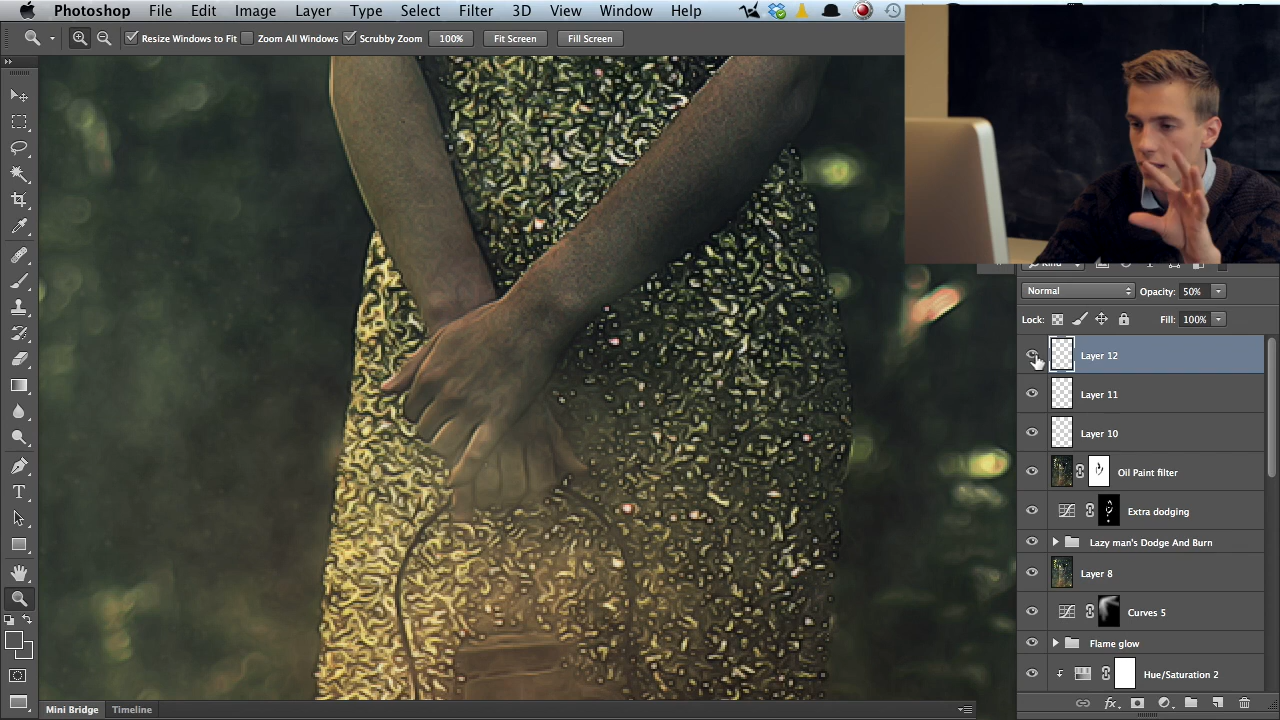 Photoshop File Edit Image Layer Type Select Filter 3D View Window Help
Resize Windows to Fit Zoom All Windows Scrubby Zoom 100% Fit Screen Fill Screen
Normal Opacity: 50%
Lock: Fill: 100%
Layer 12
Layer 11
Layer 10
Oil Paint filter
Extra dodging
Lazy man's Dodge And Burn
Layer 8
Curves 5
Flame glow
Hue/Saturation 2
fx
T
Mini Bridge Timeline